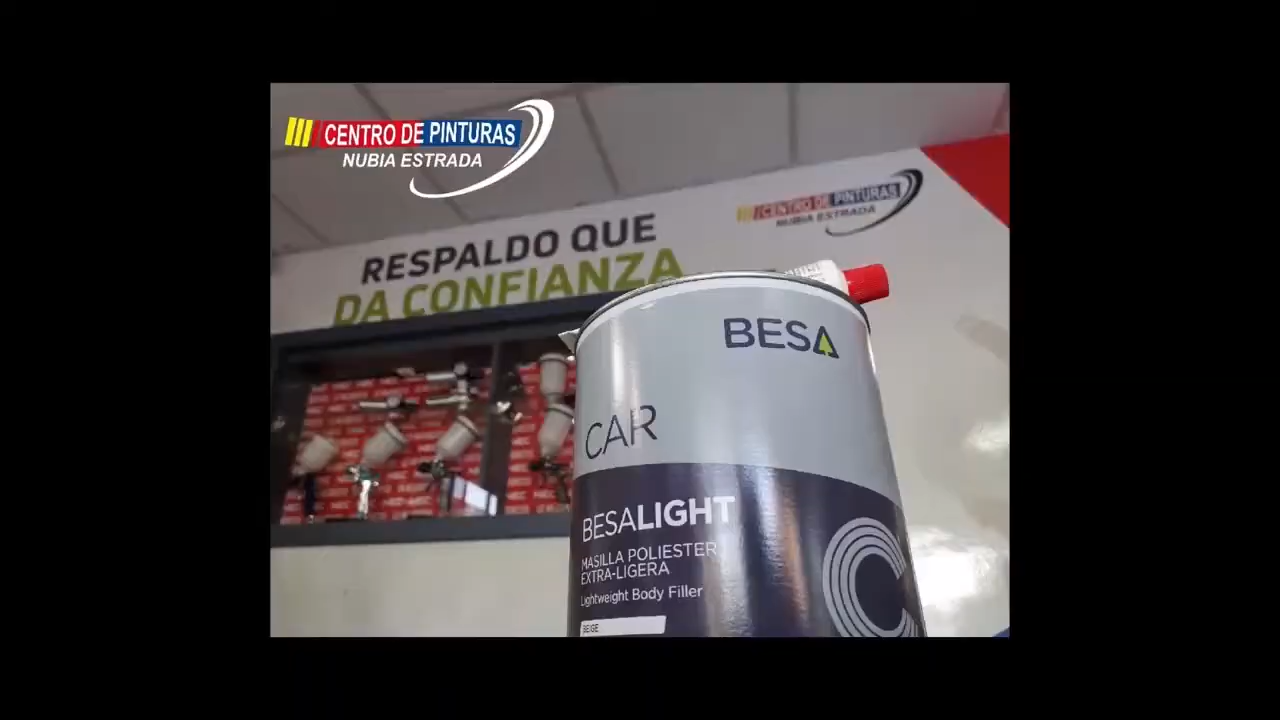 CENTRO DE PINTURAS
NUBIA ESTRADA
CENTRO DE PINTURAS
NUBIA ESTRADA
RESPALDO QUE
DA CONFIANZA
BESA
CAR
BESALIGHT
MASILLA POLIESTER
EXTRA-LIGERA
Lightweight Body Filler
BEIGE